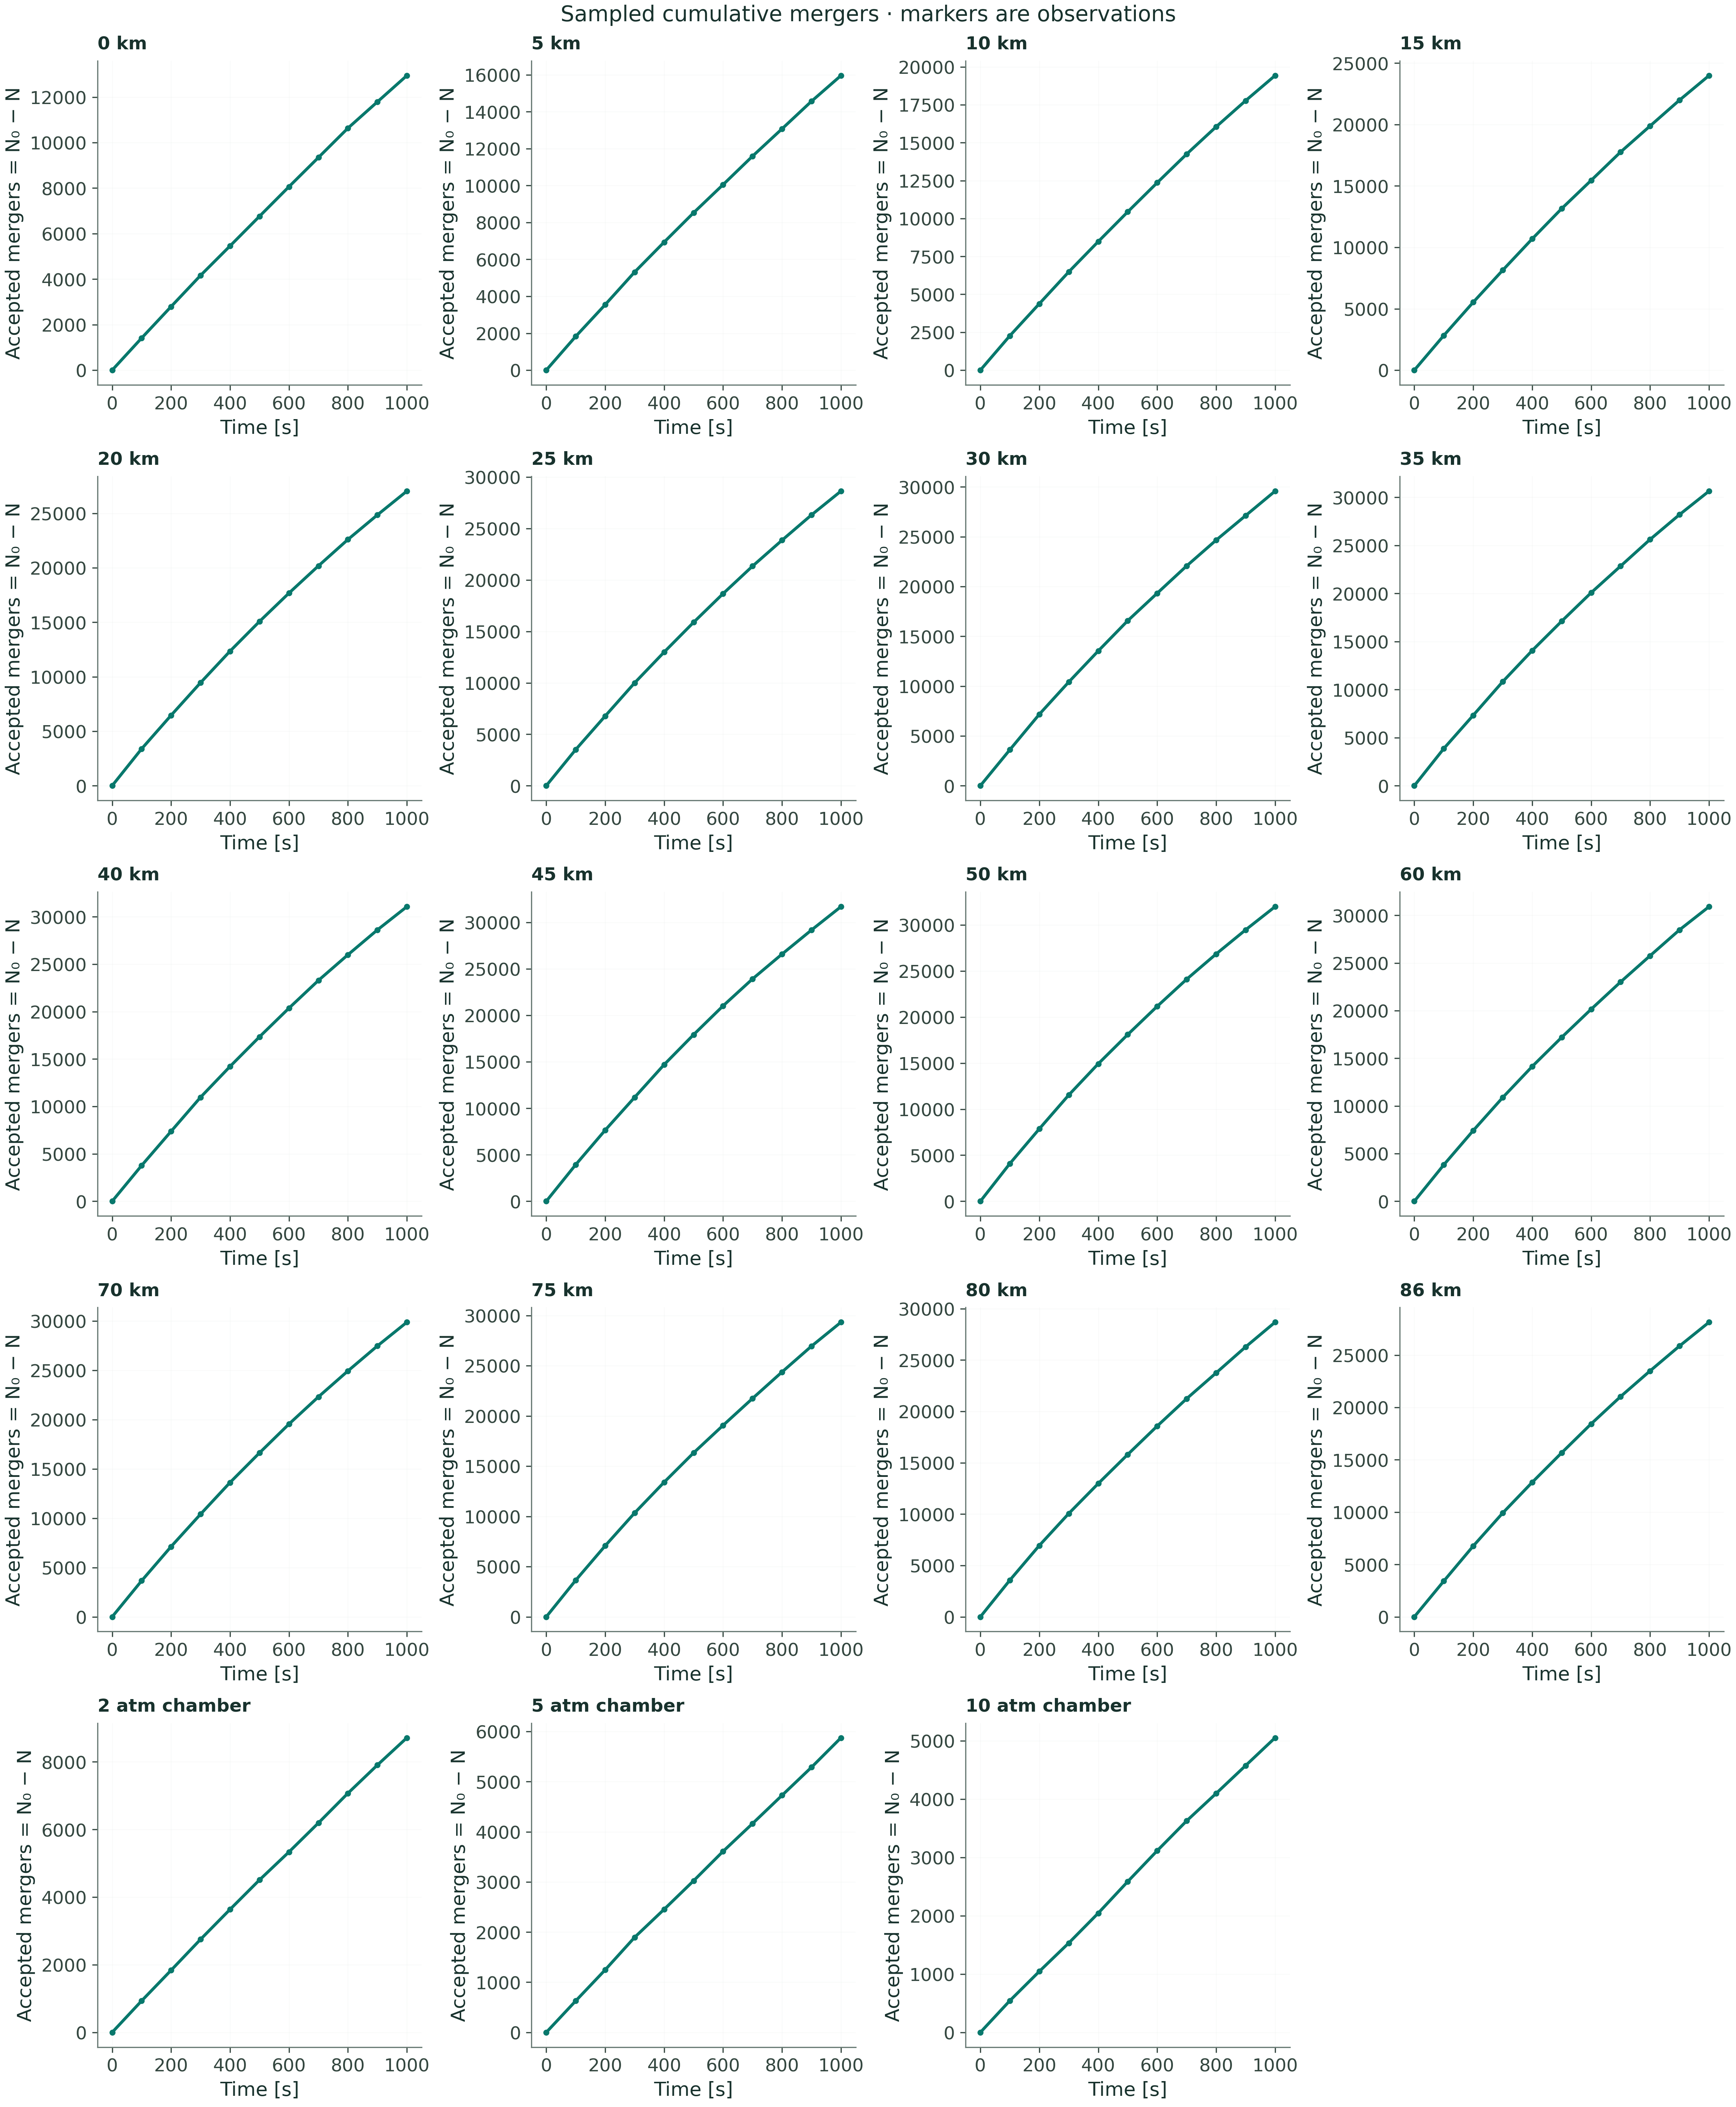 Sampled cumulative mergers · markers are observations
0 km
Accepted mergers = N₀ − N
12000
10000
8000
6000
4000
2000
0
0 200 400 600 800 1000
Time [s]
5 km
Accepted mergers = N₀ − N
16000
14000
12000
10000
8000
6000
4000
2000
0
0 200 400 600 800 1000
Time [s]
10 km
Accepted mergers = N₀ − N
20000
17500
15000
12500
10000
7500
5000
2500
0
0 200 400 600 800 1000
Time [s]
15 km
Accepted mergers = N₀ − N
25000
20000
15000
10000
5000
0
0 200 400 600 800 1000
Time [s]
20 km
Accepted mergers = N₀ − N
25000
20000
15000
10000
5000
0
0 200 400 600 800 1000
Time [s]
25 km
Accepted mergers = N₀ − N
30000
25000
20000
15000
10000
5000
0
0 200 400 600 800 1000
Time [s]
30 km
Accepted mergers = N₀ − N
30000
25000
20000
15000
10000
5000
0
0 200 400 600 800 1000
Time [s]
35 km
Accepted mergers = N₀ − N
30000
25000
20000
15000
10000
5000
0
0 200 400 600 800 1000
Time [s]
40 km
Accepted mergers = N₀ − N
30000
25000
20000
15000
10000
5000
0
0 200 400 600 800 1000
Time [s]
45 km
Accepted mergers = N₀ − N
30000
25000
20000
15000
10000
5000
0
0 200 400 600 800 1000
Time [s]
50 km
Accepted mergers = N₀ − N
30000
25000
20000
15000
10000
5000
0
0 200 400 600 800 1000
Time [s]
60 km
Accepted mergers = N₀ − N
30000
25000
20000
15000
10000
5000
0
0 200 400 600 800 1000
Time [s]
70 km
Accepted mergers = N₀ − N
30000
25000
20000
15000
10000
5000
0
0 200 400 600 800 1000
Time [s]
75 km
Accepted mergers = N₀ − N
30000
25000
20000
15000
10000
5000
0
0 200 400 600 800 1000
Time [s]
80 km
Accepted mergers = N₀ − N
30000
25000
20000
15000
10000
5000
0
0 200 400 600 800 1000
Time [s]
86 km
Accepted mergers = N₀ − N
25000
20000
15000
10000
5000
0
0 200 400 600 800 1000
Time [s]
2 atm chamber
Accepted mergers = N₀ − N
8000
6000
4000
2000
0
0 200 400 600 800 1000
Time [s]
5 atm chamber
Accepted mergers = N₀ − N
6000
5000
4000
3000
2000
1000
0
0 200 400 600 800 1000
Time [s]
10 atm chamber
Accepted mergers = N₀ − N
5000
4000
3000
2000
1000
0
0 200 400 600 800 1000
Time [s]